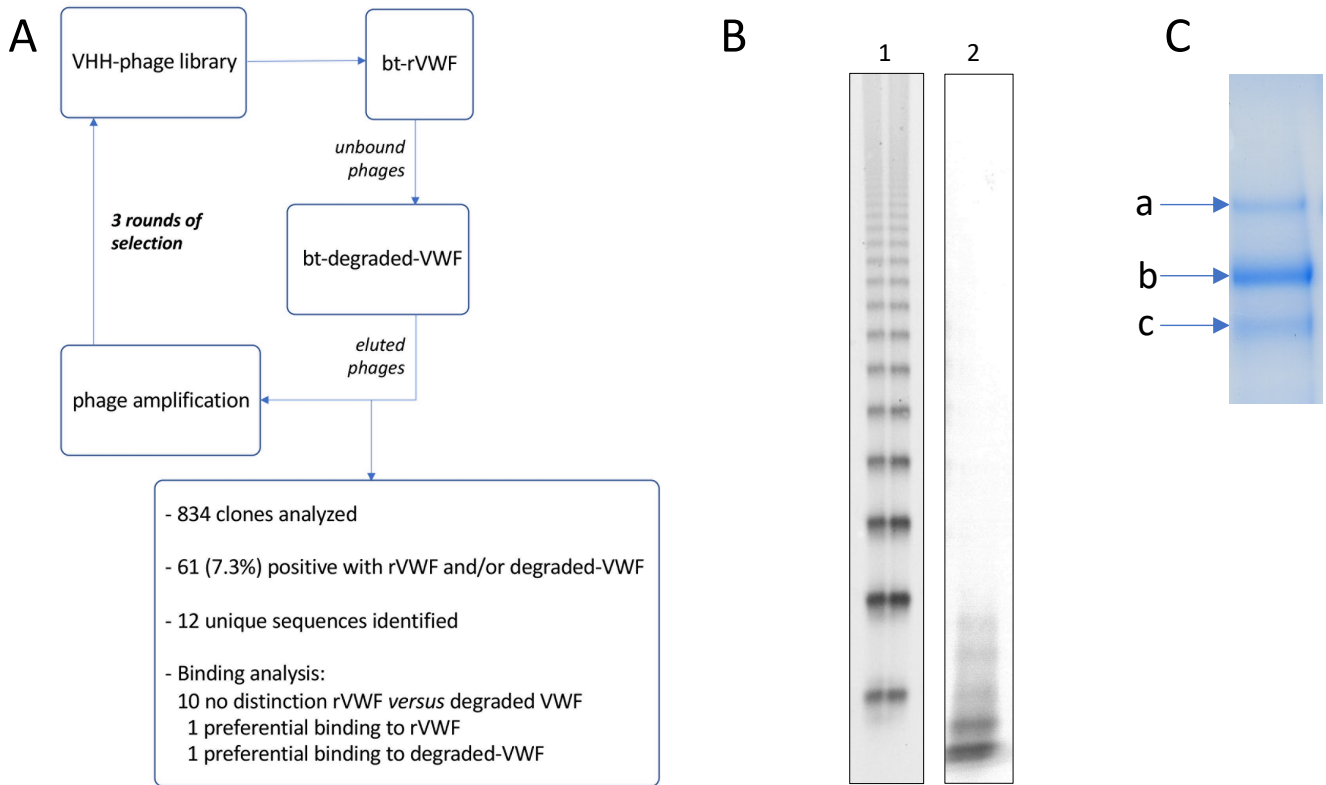 A
VHH-phage library
bt-rVWF
unbound
phages
3 rounds of
selection
bt-degraded-VWF
eluted
phages
phage amplification
- 834 clones analyzed
- 61 (7.3%) positive with rVWF and/or degraded-VWF
- 12 unique sequences identified
- Binding analysis:
10 no distinction rVWF versus degraded VWF
1 preferential binding to rVWF
1 preferential binding to degraded-VWF
B
1
2
C
a
b
c